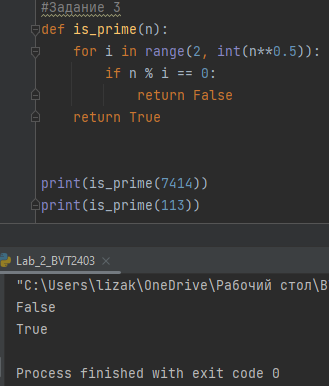 #Задание 3
def is_prime(n):
    for i in range(2, int(n**0.5)):
        if n % i == 0:
            return False
    return True
print(is_prime(7414))
print(is_prime(113))
Lab_2_BVT2403 ×
"C:\Users\lizak\OneDrive\Рабочий стол\B
False
True
Process finished with exit code 0